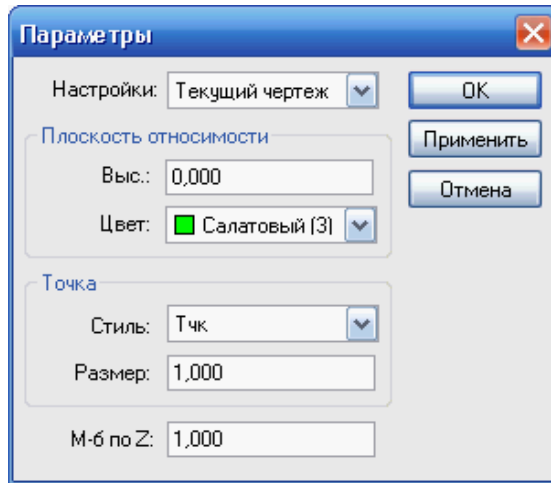 Параметры
Настройки: Текущий чертеж OK
Плоскость относимости Применить
Выс.: 0,000 Отмена
Цвет: Салатовый (3)
Точка
Стиль: Тчк
Размер: 1,000
М-б по Z: 1,000